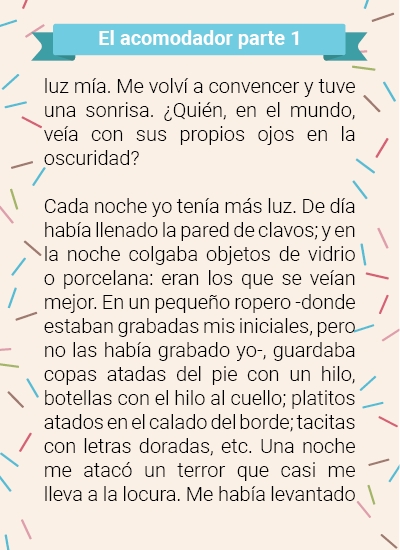 El acomodador parte 1
luz mía. Me volví a convencer y tuve
una sonrisa. ¿Quién, en el mundo,
veía con sus propios ojos en la
oscuridad?
Cada noche yo tenía más luz. De día
había llenado la pared de clavos; y en
la noche colgaba objetos de vidrio
o porcelana: eran los que se veían
mejor. En un pequeño ropero -donde
estaban grabadas mis iniciales, pero
no las había grabado yo-, guardaba
copas atadas del pie con un hilo,
botellas con el hilo al cuello; platitos
atados en el calado del borde; tacitas
con letras doradas, etc. Una noche
me atacó un terror que casi me
lleva a la locura. Me había levantado